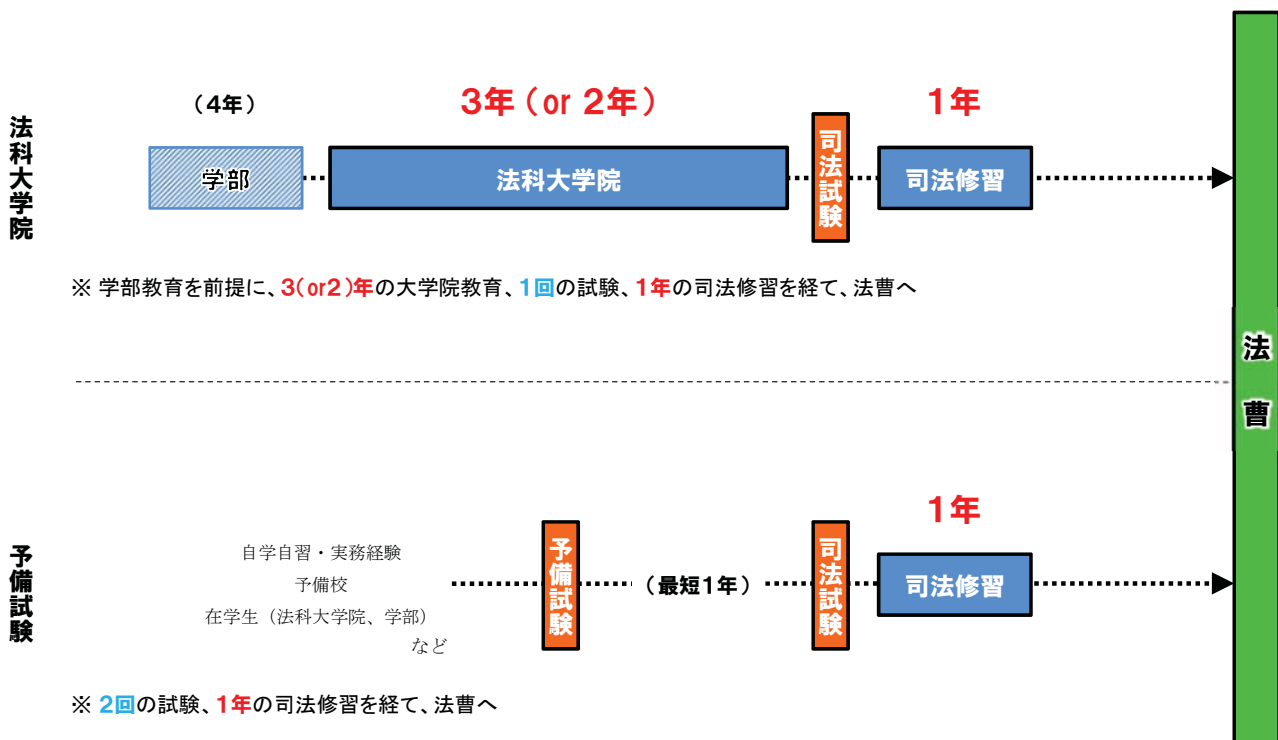 法科大学院
（4年）
3年（or 2年）
1年
学部
法科大学院
司法試験
司法修習
※ 学部教育を前提に、3（or2）年の大学院教育、1回の試験、1年の司法修習を経て、法曹へ
法曹
予備試験
1年
自学自習・実務経験
予備校
在学生（法科大学院、学部）
など
予備試験
（最短1年）
司法試験
司法修習
※ 2回の試験、1年の司法修習を経て、法曹へ